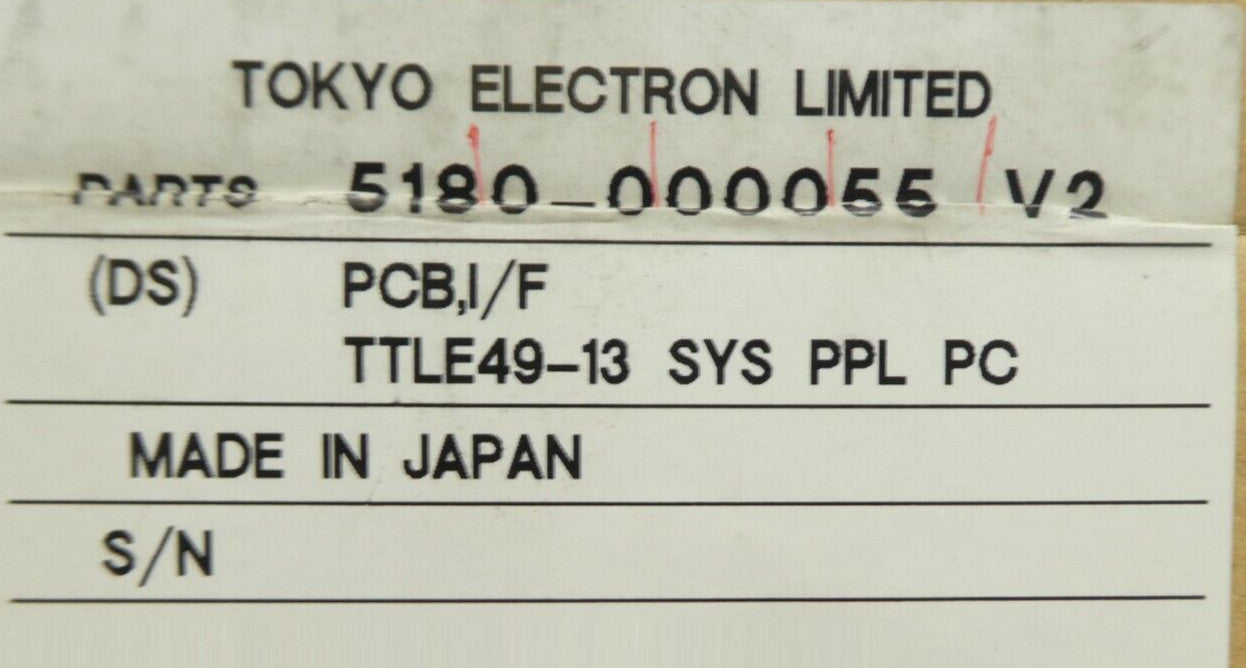 TOKYO ELECTRON LIMITED
PARTS 5180-000055 V2
(DS) PCB,I/F
TTLE49-13 SYS PPL PC
MADE IN JAPAN
S/N